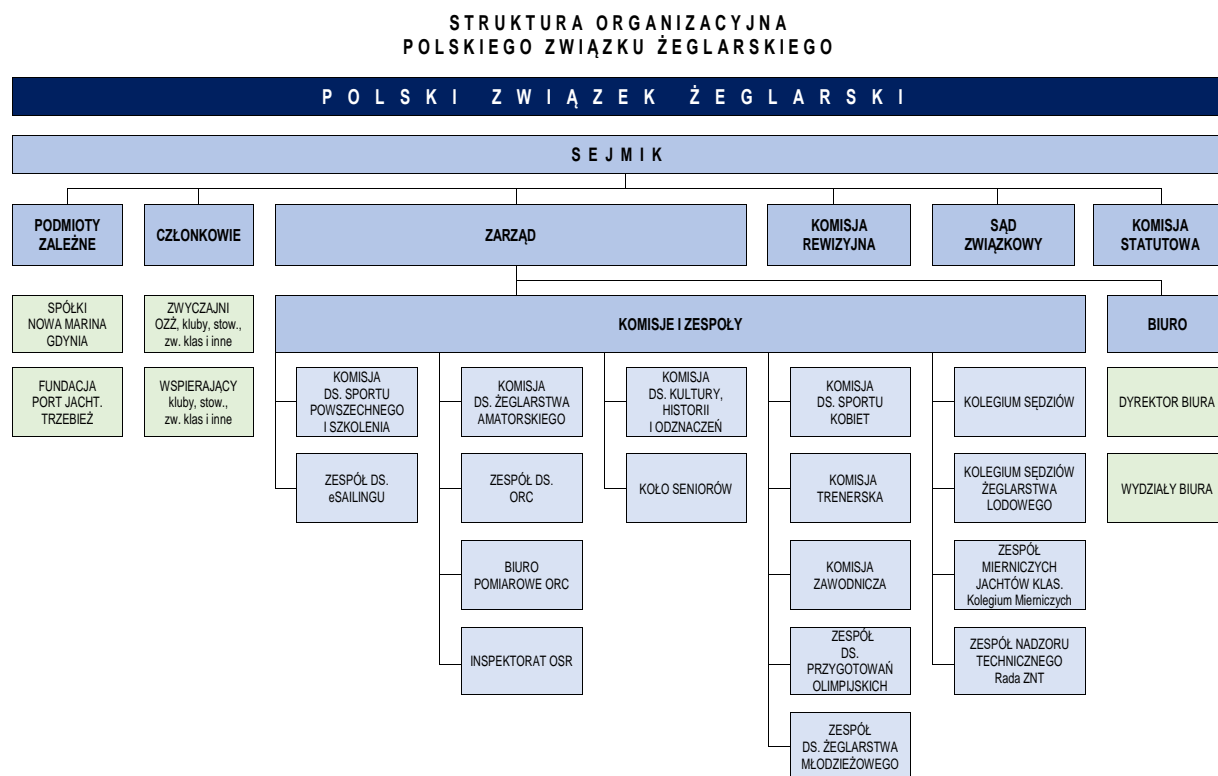 STRUKTURA ORGANIZACYJNA
POLSKIEGO ZWIĄZKU ŻEGLARSKIEGO
POLSKI ZWIĄZEK ŻEGLARSKI
SEJMIK
PODMIOTY
ZALEŻNE
CZŁONKOWIE
ZARZĄD
KOMISJA
REWIZYJNA
SĄD
ZWIĄZKOWY
KOMISJA
STATUTOWA
SPÓŁKI
NOWA MARINA
GDYNIA
ZWYCZAJNI
OZŻ, kluby, stow.,
zw. klas i inne
KOMISJE I ZESPOŁY
BIURO
FUNDACJA
PORT JACHT.
TRZEBIEŻ
WSPIERAJĄCY
kluby, stow.,
zw. klas i inne
KOMISJA
DS. SPORTU
POWSZECHNEGO
I SZKOLENIA
KOMISJA
DS. ŻEGLARSTWA
AMATORSKIEGO
KOMISJA
DS. KULTURY,
HISTORII
I ODZNACZEŃ
KOMISJA
DS. SPORTU
KOBIET
KOLEGIUM SĘDZIÓW
DYREKTOR BIURA
ZESPÓŁ DS.
eSAILINGU
ZESPÓŁ DS.
ORC
KOŁO SENIORÓW
KOMISJA
TRENERSKA
KOLEGIUM SĘDZIÓW
ŻEGLARSTWA
LODOWEGO
WYDZIAŁY BIURA
BIURO
POMIAROWE ORC
KOMISJA
ZAWODNICZA
ZESPÓŁ
MIERNICZYCH
JACHTÓW KLAS.
Kolegium Mierniczych
INSPEKTORAT OSR
ZESPÓŁ
DS.
PRZYGOTOWAŃ
OLIMPIJSKICH
ZESPÓŁ NADZORU
TECHNICZNEGO
Rada ZNT
ZESPÓŁ
DS. ŻEGLARSTWA
MŁODZIEŻOWEGO